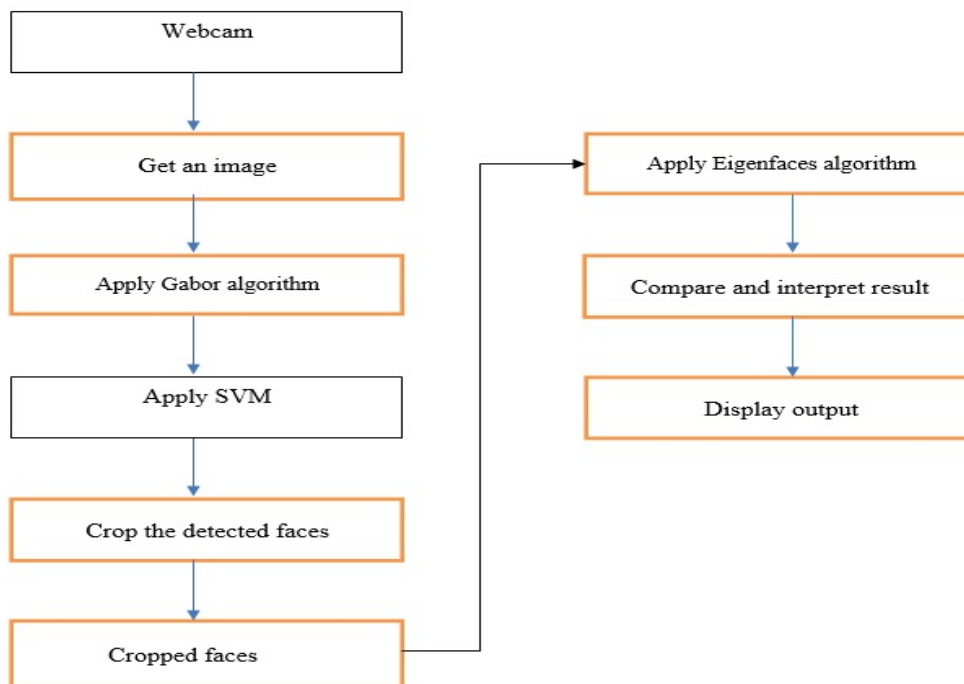 Webcam
Get an image
Apply Gabor algorithm
Apply SVM
Crop the detected faces
Cropped faces
Apply Eigenfaces algorithm
Compare and interpret result
Display output